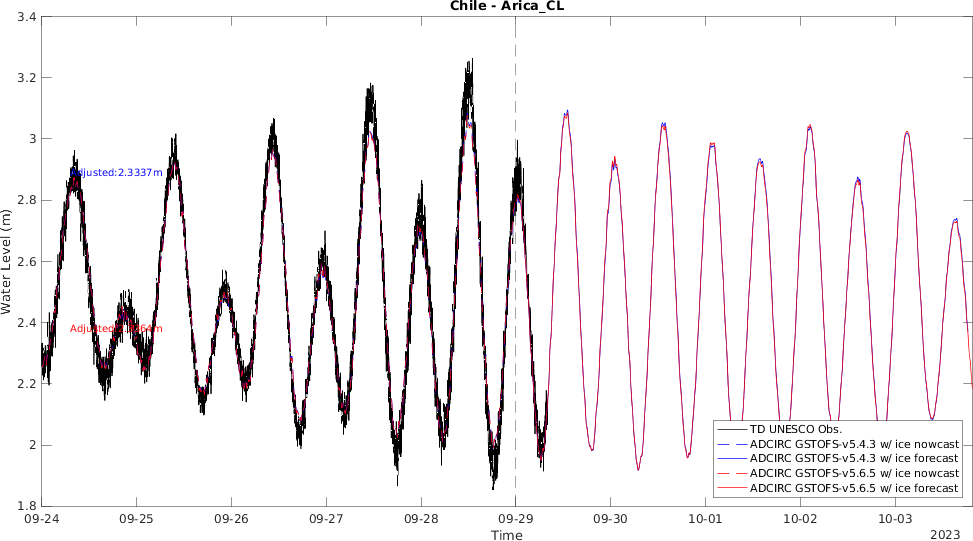 Chile - Arica_CL
3.4
3.2
3
2.8
2.6
2.4
2.2
2
1.8
Water Level (m)
Adjusted:2.3337m
TD UNESCO Obs.
ADCIRC GSTOFS-v5.4.3 w/ ice nowcast
ADCIRC GSTOFS-v5.4.3 w/ ice forecast
ADCIRC GSTOFS-v5.6.5 w/ ice nowcast
ADCIRC GSTOFS-v5.6.5 w/ ice forecast
09-24
09-25
09-26
09-27
09-28
09-29
09-30
10-01
10-02
10-03
Time
2023